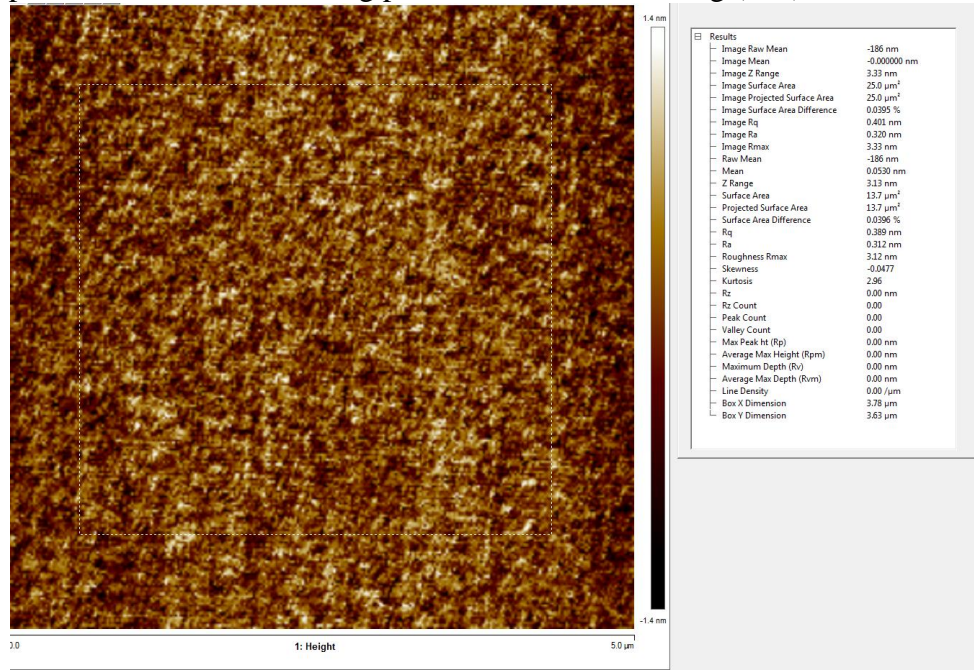 1.4 nm
-1.4 nm
0.0
1: Height
5.0 µm
Results
Image Raw Mean -186 nm
Image Mean -0.000000 nm
Image Z Range 3.33 nm
Image Surface Area 25.0 µm²
Image Projected Surface Area 25.0 µm²
Image Surface Area Difference 0.0395 %
Image Rq 0.401 nm
Image Ra 0.320 nm
Image Rmax 3.33 nm
Raw Mean -186 nm
Mean 0.0530 nm
Z Range 3.13 nm
Surface Area 13.7 µm²
Projected Surface Area 13.7 µm²
Surface Area Difference 0.0396 %
Rq 0.389 nm
Ra 0.312 nm
Roughness Rmax 3.12 nm
Skewness -0.0477
Kurtosis 2.96
Rz 0.00 nm
Rz Count 0.00
Peak Count 0.00
Valley Count 0.00
Max Peak ht (Rp) 0.00 nm
Average Max Height (Rpm) 0.00 nm
Maximum Depth (Rv) 0.00 nm
Average Max Depth (Rvm) 0.00 nm
Line Density 0.00 /µm
Box X Dimension 3.78 µm
Box Y Dimension 3.63 µm